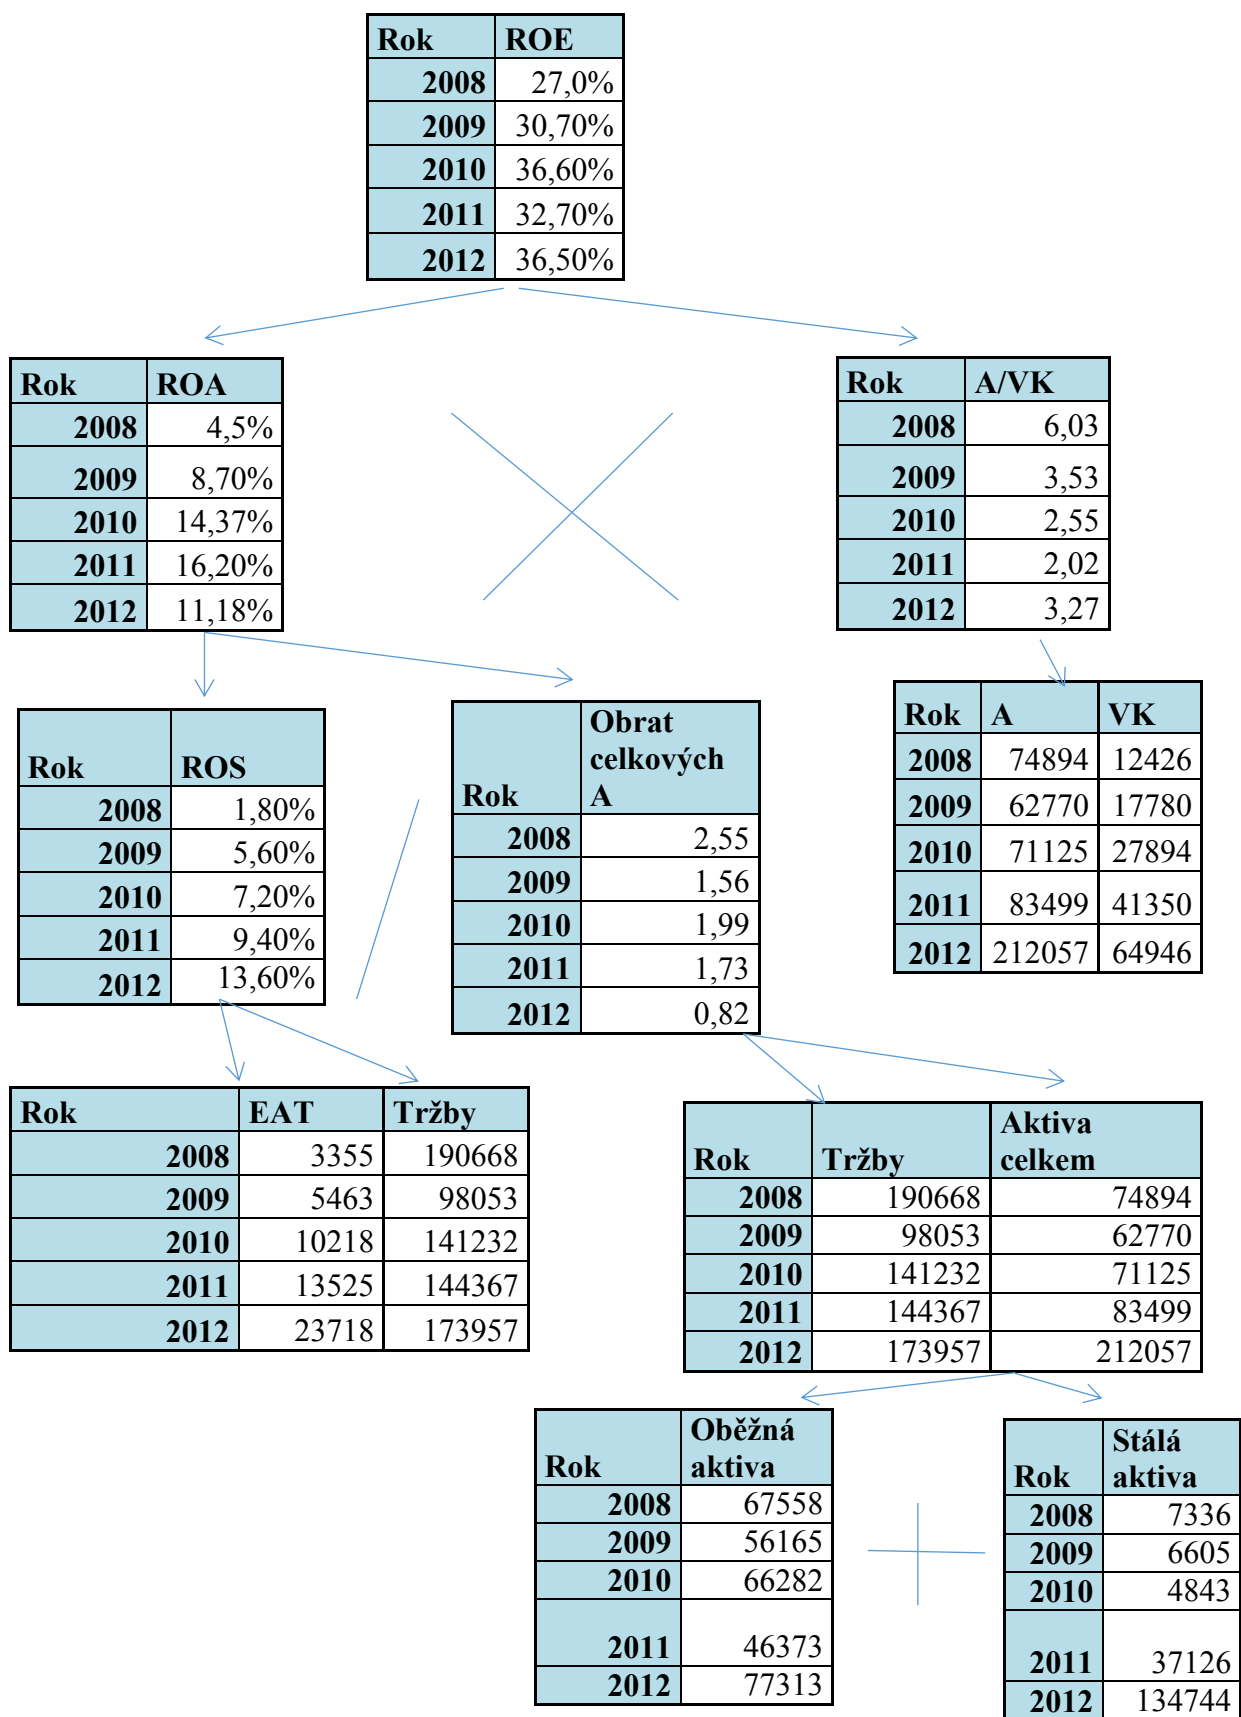 Rok ROE
2008 27,0%
2009 30,70%
2010 36,60%
2011 32,70%
2012 36,50%
Rok ROA
2008 4,5%
2009 8,70%
2010 14,37%
2011 16,20%
2012 11,18%
Rok A/VK
2008 6,03
2009 3,53
2010 2,55
2011 2,02
2012 3,27
Rok ROS
2008 1,80%
2009 5,60%
2010 7,20%
2011 9,40%
2012 13,60%
Obrat
celkových
Rok A
2008 2,55
2009 1,56
2010 1,99
2011 1,73
2012 0,82
Rok A VK
2008 74894 12426
2009 62770 17780
2010 71125 27894
2011 83499 41350
2012 212057 64946
Rok EAT Tržby
2008 3355 190668
2009 5463 98053
2010 10218 141232
2011 13525 144367
2012 23718 173957
Aktiva
Rok Tržby celkem
2008 190668 74894
2009 98053 62770
2010 141232 71125
2011 144367 83499
2012 173957 212057
Oběžná
Rok aktiva
2008 67558
2009 56165
2010 66282
2011 46373
2012 77313
Stálá
Rok aktiva
2008 7336
2009 6605
2010 4843
2011 37126
2012 134744